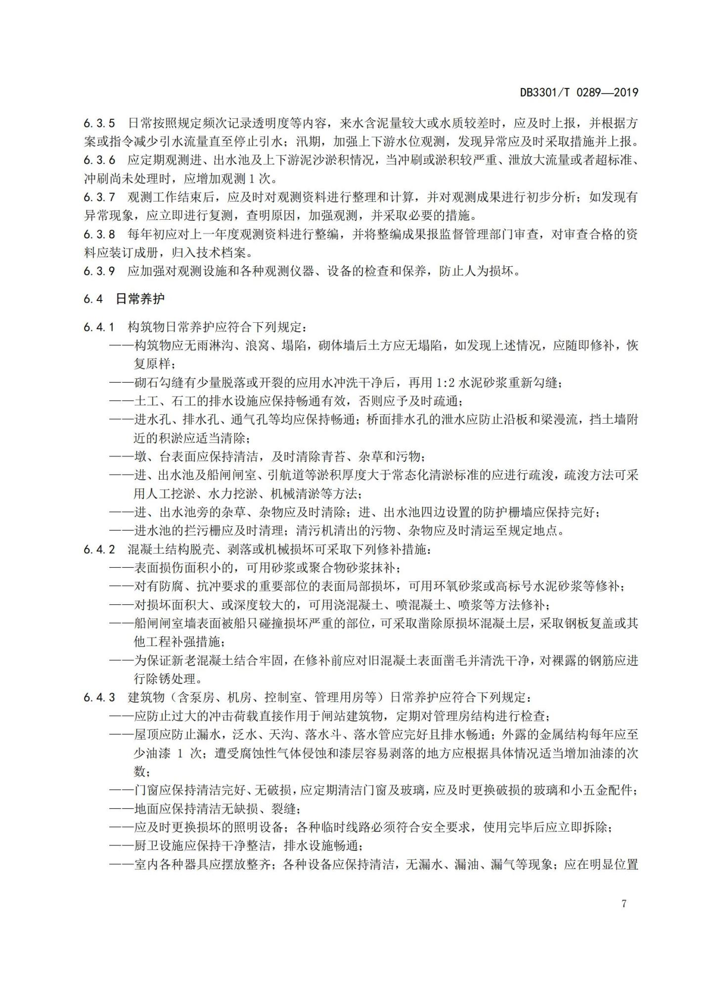 DB3301/T 0289—2019
6.3.5 日常按照规定频次记录透明度等内容，来水含泥量较大或水质较差时，应及时上报，并根据方
案或指令减少引水流量直至停止引水；汛期，加强上下游水位观测，发现异常应及时采取措施并上报。
6.3.6 应定期观测进、出水池及上下游泥沙淤积情况，当冲刷或淤积较严重、泄放大流量或者超标准、
冲刷尚未处理时，应增加观测 1 次。
6.3.7 观测工作结束后，应及时对观测资料进行整理和计算，并对观测成果进行初步分析；如发现有
异常现象，应立即进行复测，查明原因，加强观测，并采取必要的措施。
6.3.8 每年初应对上一年度观测资料进行整编，并将整编成果报监督管理部门审查，对审查合格的资
料应装订成册，归入技术档案。
6.3.9 应加强对观测设施和各种观测仪器、设备的检查和保养，防止人为损坏。
6.4 日常养护
6.4.1 构筑物日常养护应符合下列规定：
——构筑物应无雨淋沟、浪窝、塌陷，砌体墙后土方应无塌陷，如发现上述情况，应随即修补，恢
复原样；
——砌石勾缝有少量脱落或开裂的应用水冲洗干净后，再用 1:2 水泥砂浆重新勾缝；
——土工、石工的排水设施应保持畅通有效，否则应予及时疏通；
——进水孔、排水孔、通气孔等均应保持畅通；桥面排水孔的泄水应防止沿板和梁漫流，挡土墙附
近的积淤应适当清除；
——墩、台表面应保持清洁，及时清除青苔、杂草和污物；
——进、出水池及船闸闸室、引航道等淤积厚度大于常态化清淤标准的应进行疏浚，疏浚方法可采
用人工挖淤、水力挖淤、机械清淤等方法；
——进、出水池旁的杂草、杂物应及时清除；进、出水池四边设置的防护栅墙应保持完好；
——进水池的拦污栅应及时清理；清污机清出的污物、杂物应及时清运至规定地点。
6.4.2 混凝土结构脱壳、剥落或机械损坏可采取下列修补措施：
——表面损伤面积小的，可用砂浆或聚合物砂浆抹补；
——对有防腐、抗冲要求的重要部位的表面局部损坏，可用环氧砂浆或高标号水泥砂浆等修补；
——对损坏面积大、或深度较大的，可用浇混凝土、喷混凝土、喷浆等方法修补；
——船闸闸室墙表面被船只碰撞损坏严重的部位，可采取凿除原损坏混凝土层，采取钢板复盖或其
他工程补强措施；
——为保证新老混凝土结合牢固，在修补前应对旧混凝土表面凿毛并清洗干净，对裸露的钢筋应进
行除锈处理。
6.4.3 建筑物（含泵房、机房、控制室、管理用房等）日常养护应符合下列规定：
——应防止过大的冲击荷载直接作用于闸站建筑物，定期对管理房结构进行检查；
——屋顶应防止漏水，泛水、天沟、落水斗、落水管应完好且排水畅通；外露的金属结构每年应至
少油漆 1 次；遭受腐蚀性气体侵蚀和漆层容易剥落的地方应根据具体情况适当增加油漆的次
数；
——门窗应保持清洁完好、无破损，应定期清洁门窗及玻璃，应及时更换破损的玻璃和小五金配件；
——地面应保持清洁无缺损、裂缝；
——应及时更换损坏的照明设备；各种临时线路必须符合安全要求，使用完毕后应立即拆除；
——厨卫设施应保持干净整洁，排水设施畅通；
——室内各种器具应摆放整齐；各种设备应保持清洁，无漏水、漏油、漏气等现象；应在明显位置
7